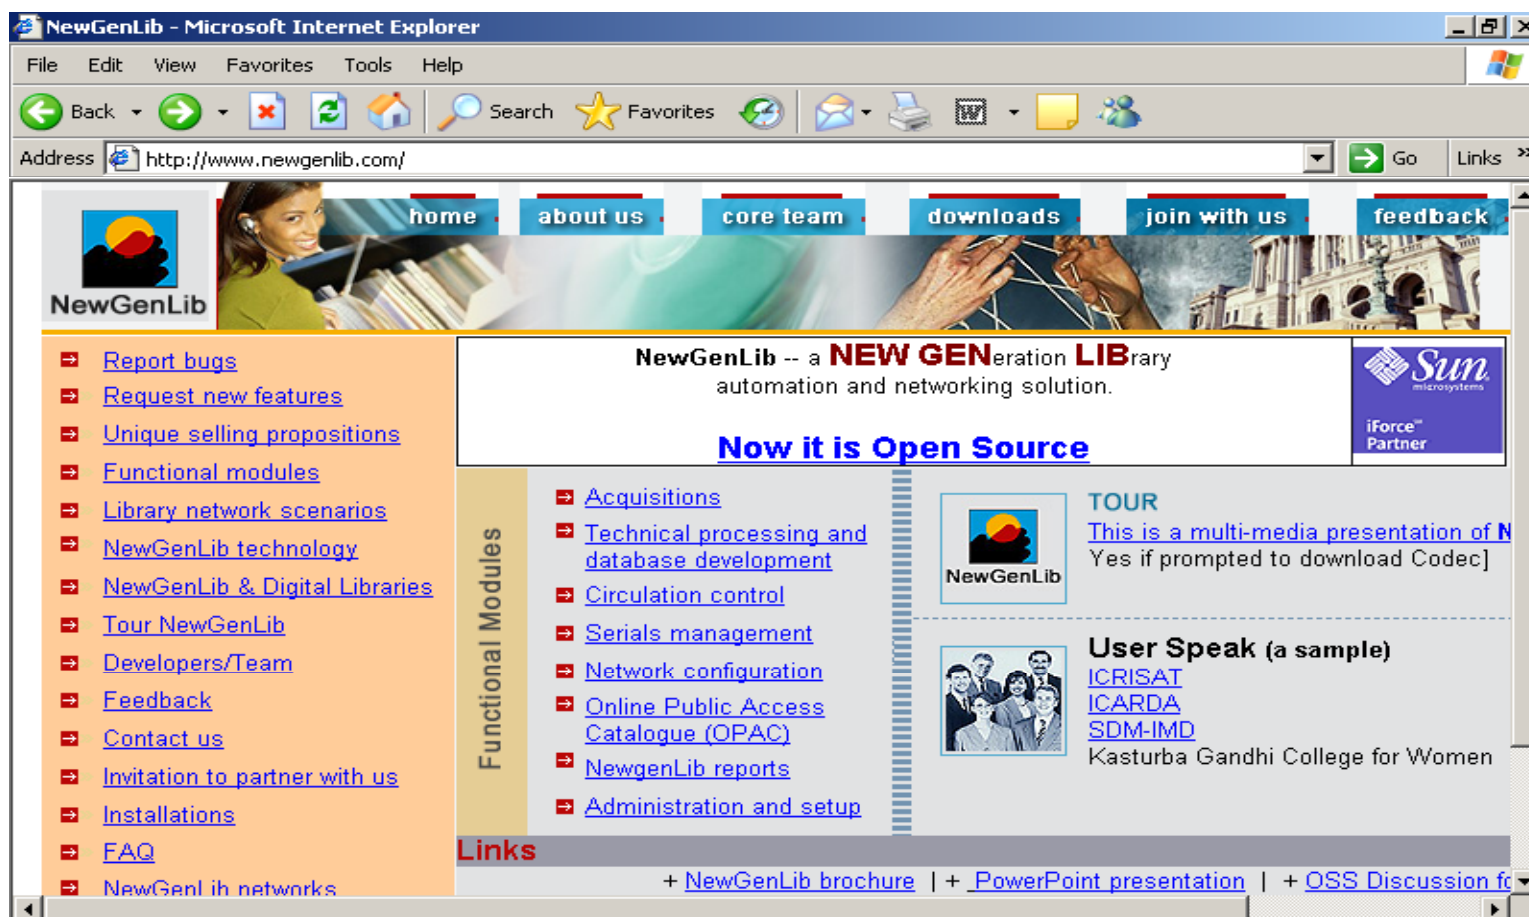 NewGenLib - Microsoft Internet Explorer
File Edit View Favorites Tools Help
Back Search Favorites
Address http://www.newgenlib.com/ Go Links »
home about us core team downloads join with us feedback
NewGenLib
Report bugs
Request new features
Unique selling propositions
Functional modules
Library network scenarios
NewGenLib technology
NewGenLib & Digital Libraries
Tour NewGenLib
Developers/Team
Feedback
Contact us
Invitation to partner with us
Installations
FAQ
NewGenLib networks
NewGenLib -- a NEW GENeration LIBrary
automation and networking solution.
Now it is Open Source
Sun
microsystems
iForce™
Partner
Functional Modules
Acquisitions
Technical processing and
database development
Circulation control
Serials management
Network configuration
Online Public Access
Catalogue (OPAC)
NewgenLib reports
Administration and setup
NewGenLib
TOUR
This is a multi-media presentation of N
Yes if prompted to download Codec]
User Speak (a sample)
ICRISAT
ICARDA
SDM-IMD
Kasturba Gandhi College for Women
Links
+ NewGenLib brochure | + PowerPoint presentation | + OSS Discussion fo